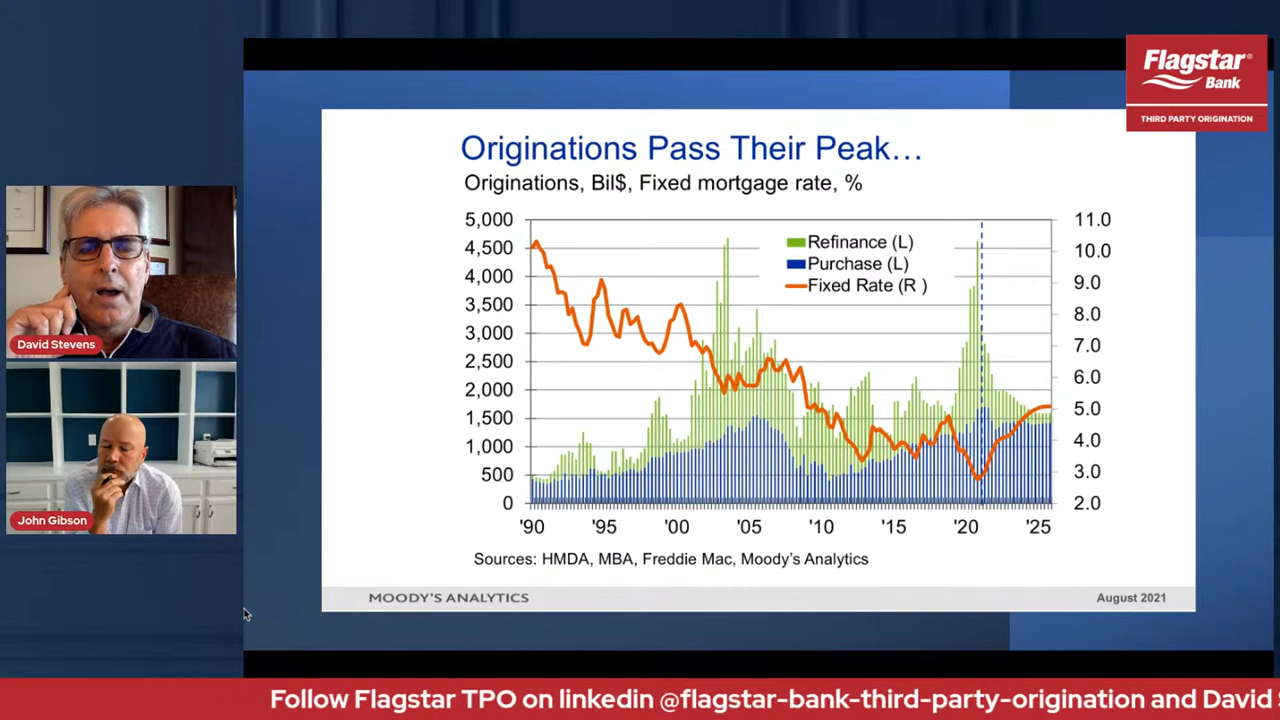 Flagstar®
Bank
THIRD PARTY ORIGINATION
Originations Pass Their Peak…
Originations, Bil$, Fixed mortgage rate, %
5,000
4,500
4,000
3,500
3,000
2,500
2,000
1,500
1,000
500
0
Refinance (L)
Purchase (L)
Fixed Rate (R )
11.0
10.0
9.0
8.0
7.0
6.0
5.0
4.0
3.0
2.0
'90 '95 '00 '05 '10 '15 '20 '25
Sources: HMDA, MBA, Freddie Mac, Moody's Analytics
MOODY'S ANALYTICS August 2021
David Stevens
John Gibson
Follow Flagstar TPO on linkedin @flagstar-bank-third-party-origination and David S